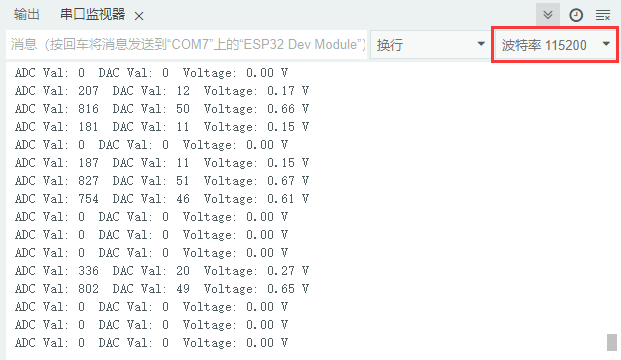 输出 串口监视器
消息（按回车将消息发送到“COM7”上的“ESP32 Dev Module”） 换行 波特率 115200
ADC Val: 0 DAC Val: 0 Voltage: 0.00 V
ADC Val: 207 DAC Val: 12 Voltage: 0.17 V
ADC Val: 816 DAC Val: 50 Voltage: 0.66 V
ADC Val: 181 DAC Val: 11 Voltage: 0.15 V
ADC Val: 0 DAC Val: 0 Voltage: 0.00 V
ADC Val: 187 DAC Val: 11 Voltage: 0.15 V
ADC Val: 827 DAC Val: 51 Voltage: 0.67 V
ADC Val: 754 DAC Val: 46 Voltage: 0.61 V
ADC Val: 0 DAC Val: 0 Voltage: 0.00 V
ADC Val: 0 DAC Val: 0 Voltage: 0.00 V
ADC Val: 0 DAC Val: 0 Voltage: 0.00 V
ADC Val: 336 DAC Val: 20 Voltage: 0.27 V
ADC Val: 802 DAC Val: 49 Voltage: 0.65 V
ADC Val: 0 DAC Val: 0 Voltage: 0.00 V
ADC Val: 0 DAC Val: 0 Voltage: 0.00 V
ADC Val: 0 DAC Val: 0 Voltage: 0.00 V